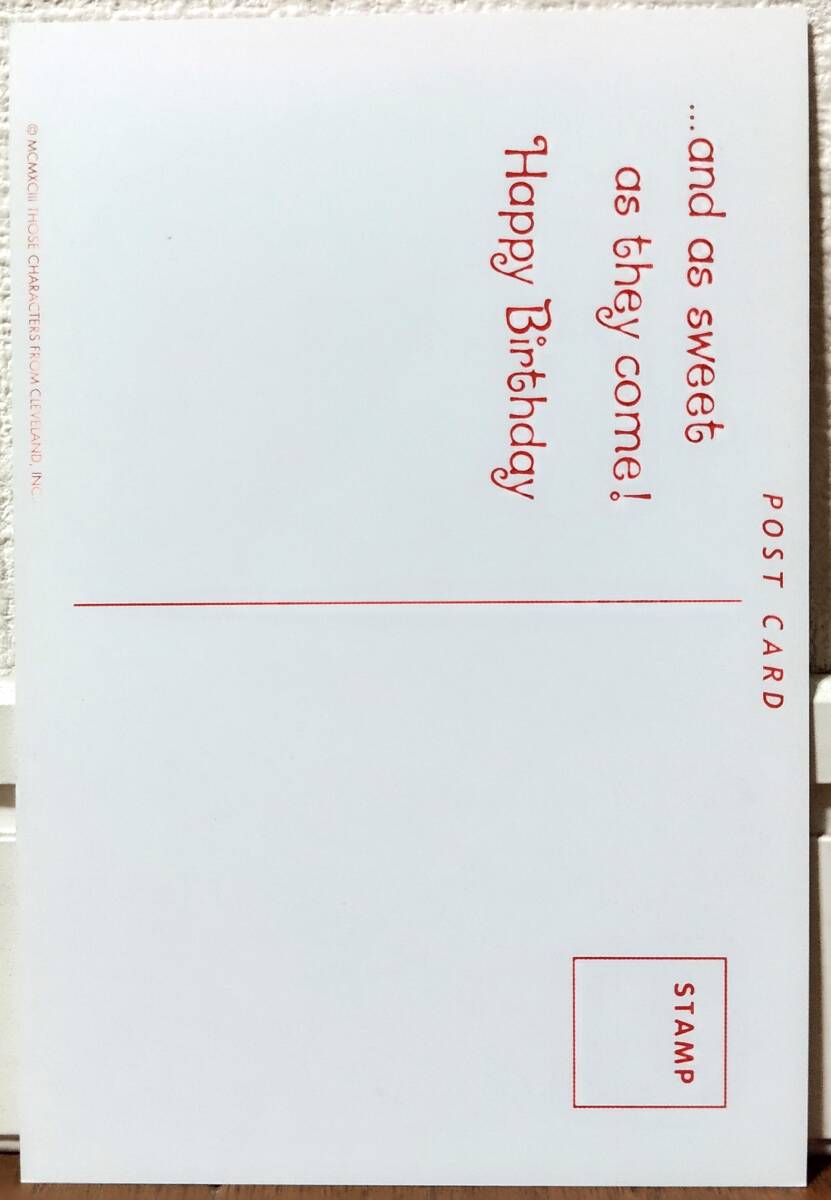 POST CARD
...and as sweet
as they come!
Happy Birthday
STAMP
© MCMXCIII THOSE CHARACTERS FROM CLEVELAND, INC.